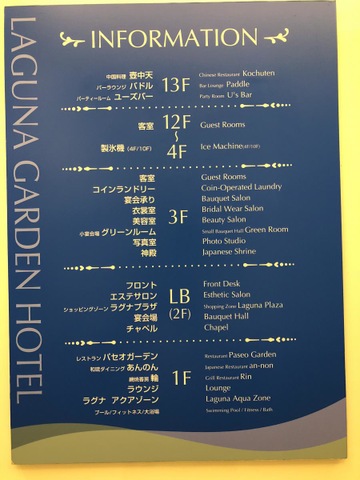 LAGUNA GARDEN HOTEL
INFORMATION
中国料理 壺中天 13F Chinese Restaurant Kochuten
バーラウンジ パドル Bar Lounge Paddle
パーティールーム ユーズバー Party Room U's Bar
客室 12F～4F Guest Rooms
製氷機 (4F/10F) Ice Machine(4F/10F)
客室 3F Guest Rooms
コインランドリー Coin-Operated Laundry
宴会承り Bauquet Salon
衣裳室 Bridal Wear Salon
美容室 Beauty Salon
小宴会場 グリーンルーム Small Bauquet Hall Green Room
写真室 Photo Studio
神殿 Japanese Shrine
フロント LB (2F) Front Desk
エステサロン Esthetic Salon
ショッピングゾーン ラグナプラザ Shopping Zone Laguna Plaza
宴会場 Bauquet Hall
チャペル Chapel
レストラン パセオガーデン 1F Restaurant Paseo Garden
和琉ダイニング あんのん Japanese Restaurant an-non
鉄焼菜房 輪 Grill Restaurant Rin
ラウンジ Lounge
ラグナ アクアゾーン Laguna Aqua Zone
プール/フィットネス/大浴場 Swimming Pool / Fitness / Bath